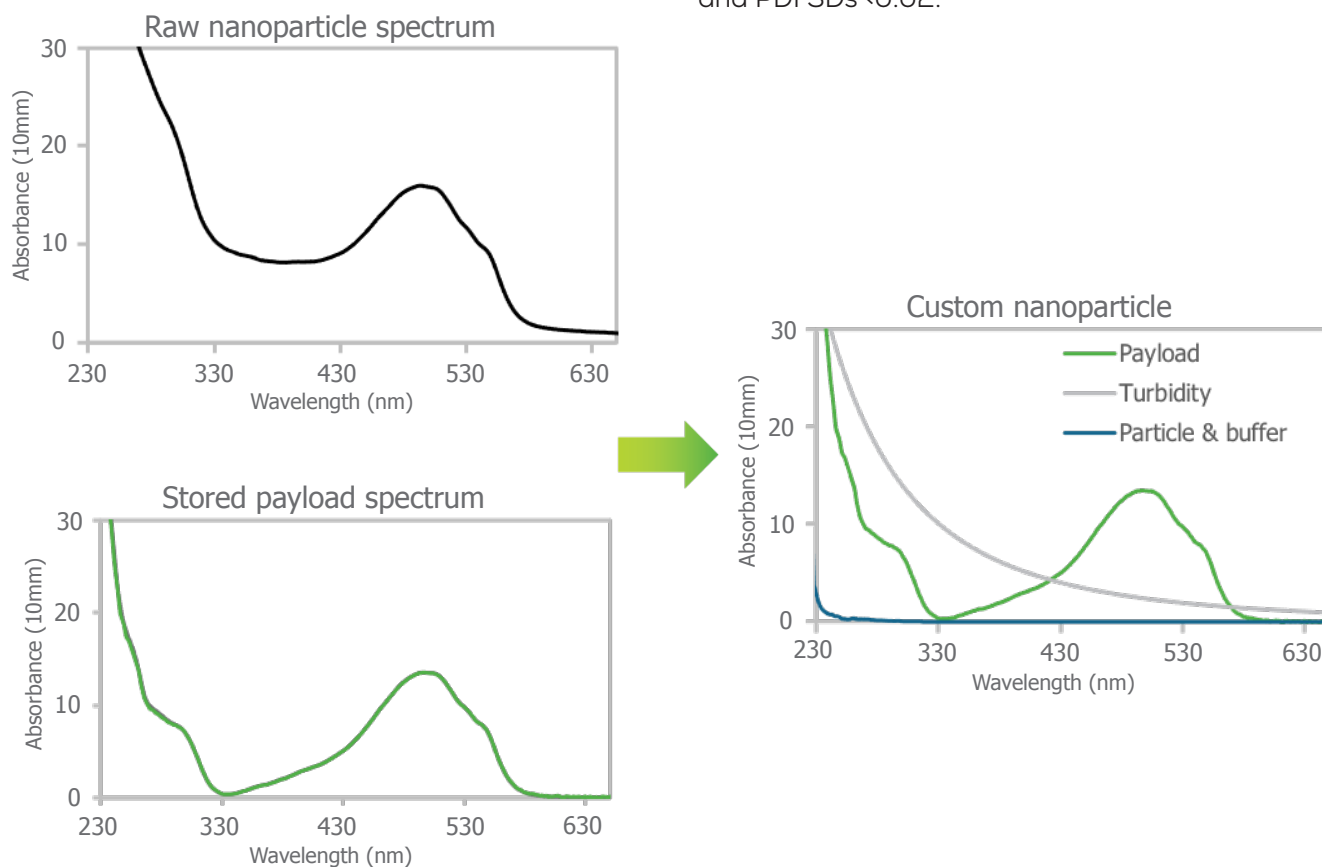 Raw nanoparticle spectrum
30
20
10
0
Absorbance (10mm)
230 330 430 530 630
Wavelength (nm)
Stored payload spectrum
30
20
10
0
Absorbance (10mm)
230 330 430 530 630
Wavelength (nm)
Custom nanoparticle
30
20
10
0
Absorbance (10mm)
Payload
Turbidity
Particle & buffer
230 330 430 530 630
Wavelength (nm)